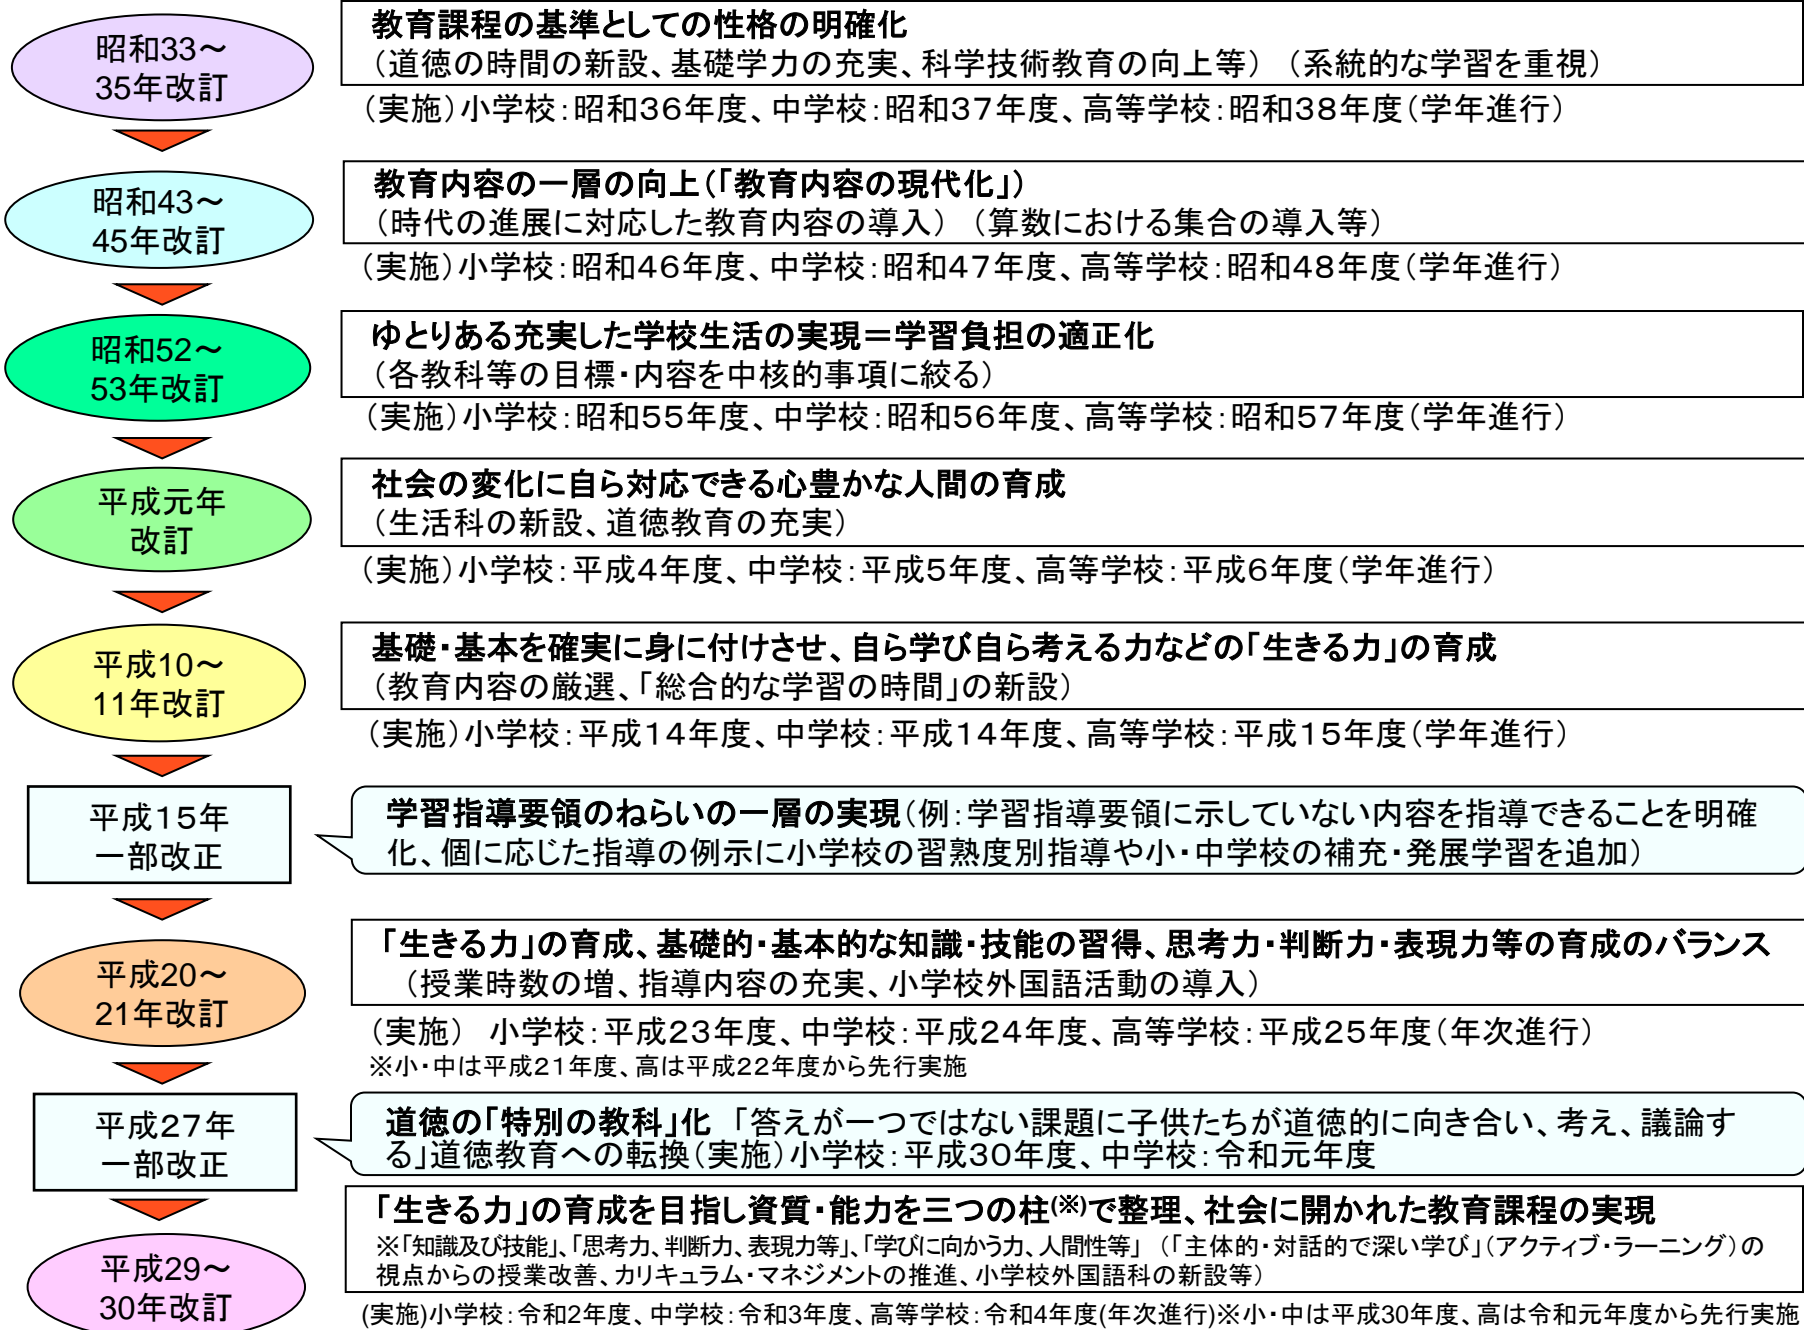 昭和33～
35年改訂
教育課程の基準としての性格の明確化
（道徳の時間の新設、基礎学力の充実、科学技術教育の向上等）　（系統的な学習を重視）
（実施）小学校：昭和36年度、中学校：昭和37年度、高等学校：昭和38年度（学年進行）
昭和43～
45年改訂
教育内容の一層の向上（「教育内容の現代化」）
（時代の進展に対応した教育内容の導入）　（算数における集合の導入等）
（実施）小学校：昭和46年度、中学校：昭和47年度、高等学校：昭和48年度（学年進行）
昭和52～
53年改訂
ゆとりある充実した学校生活の実現＝学習負担の適正化
（各教科等の目標・内容を中核的事項に絞る）
（実施）小学校：昭和55年度、中学校：昭和56年度、高等学校：昭和57年度（学年進行）
平成元年
改訂
社会の変化に自ら対応できる心豊かな人間の育成
（生活科の新設、道徳教育の充実）
（実施）小学校：平成4年度、中学校：平成5年度、高等学校：平成6年度（学年進行）
平成10～
11年改訂
基礎・基本を確実に身に付けさせ、自ら学び自ら考える力などの「生きる力」の育成
（教育内容の厳選、「総合的な学習の時間」の新設）
（実施）小学校：平成14年度、中学校：平成14年度、高等学校：平成15年度（学年進行）
平成15年
一部改正
学習指導要領のねらいの一層の実現（例：学習指導要領に示していない内容を指導できることを明確
化、個に応じた指導の例示に小学校の習熟度別指導や小・中学校の補充・発展学習を追加）
平成20～
21年改訂
「生きる力」の育成、基礎的・基本的な知識・技能の習得、思考力・判断力・表現力等の育成のバランス
（授業時数の増、指導内容の充実、小学校外国語活動の導入）
（実施）　小学校：平成23年度、中学校：平成24年度、高等学校：平成25年度（年次進行）
※小・中は平成21年度、高は平成22年度から先行実施
平成27年
一部改正
道徳の「特別の教科」化　「答えが一つではない課題に子供たちが道徳的に向き合い、考え、議論す
る」道徳教育への転換（実施）小学校：平成30年度、中学校：令和元年度
平成29～
30年改訂
「生きる力」の育成を目指し資質・能力を三つの柱(※)で整理、社会に開かれた教育課程の実現
※「知識及び技能」、「思考力、判断力、表現力等」、「学びに向かう力、人間性等」　（「主体的・対話的で深い学び」（アクティブ・ラーニング）の
視点からの授業改善、カリキュラム・マネジメントの推進、小学校外国語科の新設等）
(実施)小学校：令和2年度、中学校：令和3年度、高等学校：令和4年度(年次進行)※小・中は平成30年度、高は令和元年度から先行実施